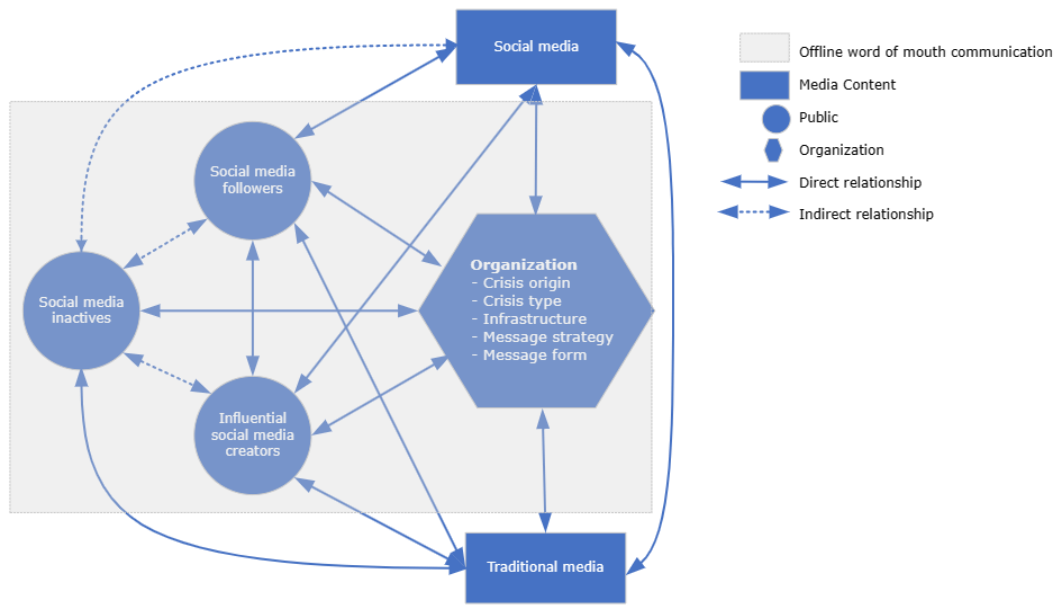 Social media
Social media
followers
Social media
inactives
Influential
social media
creators
Organization
- Crisis origin
- Crisis type
- Infrastructure
- Message strategy
- Message form
Traditional media
Offline word of mouth communication
Media Content
Public
Organization
Direct relationship
Indirect relationship